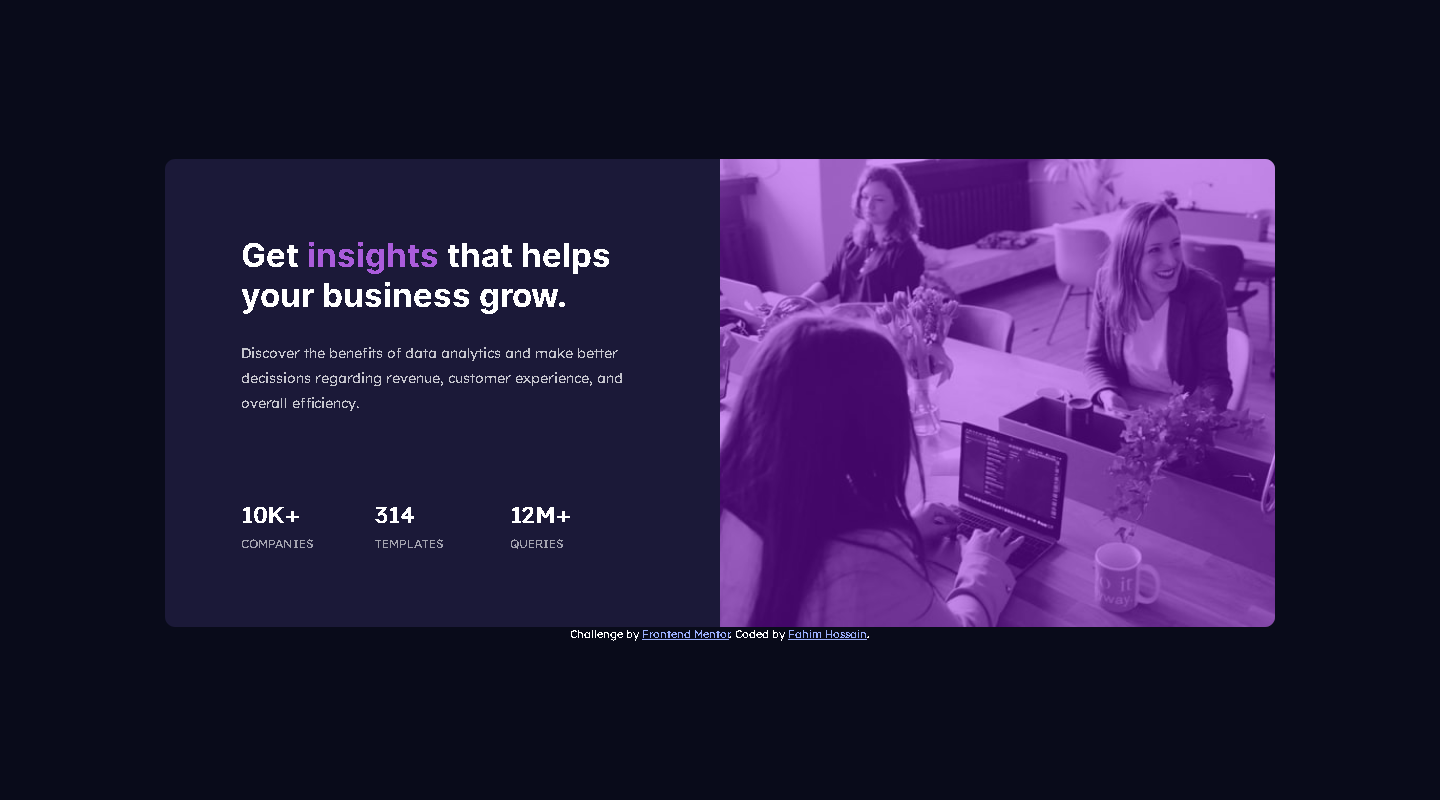 Get insights that helps
your business grow.
Discover the benefits of data analytics and make better
decissions regarding revenue, customer experience, and
overall efficiency.
10K+ 314 12M+
COMPANIES TEMPLATES QUERIES
Challenge by Frontend Mentor. Coded by Fahim Hossain.